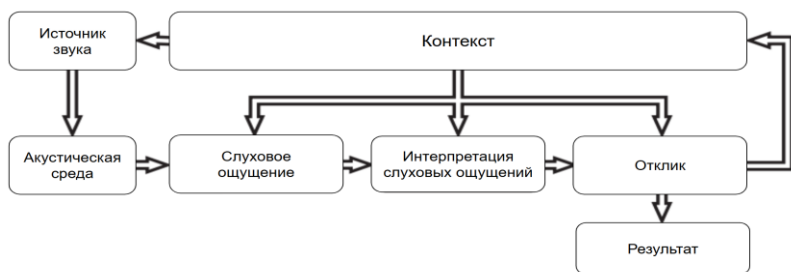 Источник
звука
Контекст
Акустическая
среда
Слуховое
ощущение
Интерпретация
слуховых ощущений
Отклик
Результат